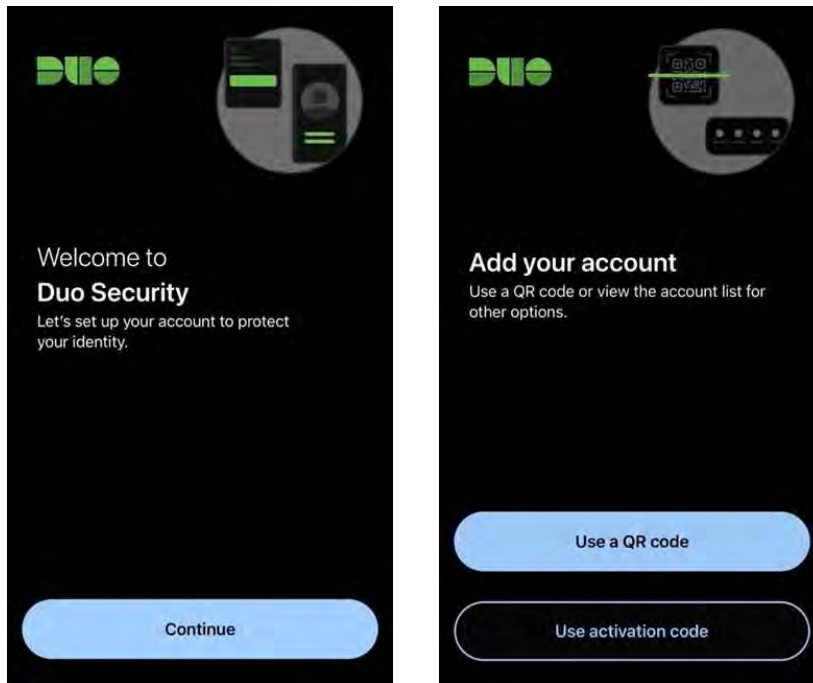 DUO
Welcome to
Duo Security
Let's set up your account to protect
your identity.
Continue
DUO
Add your account
Use a QR code or view the account list for
other options.
Use a QR code
Use activation code